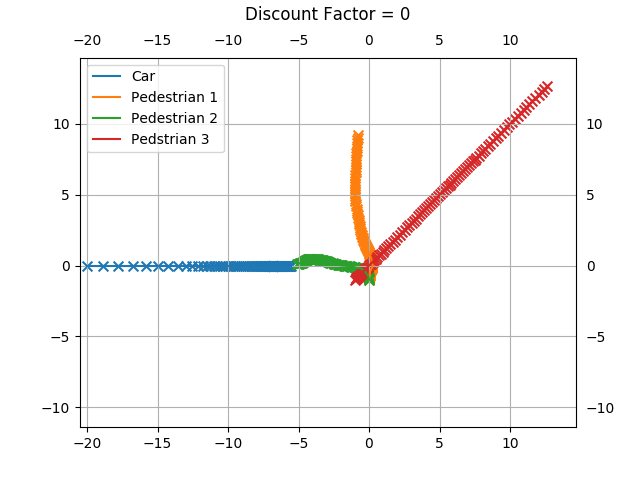 Discount Factor = 0
−20 −15 −10 −5 0 5 10
Car
Pedestrian 1
Pedestrian 2
Pedstrian 3
10 10
5 5
0 0
−5 −5
−10 −10
−20 −15 −10 −5 0 5 10